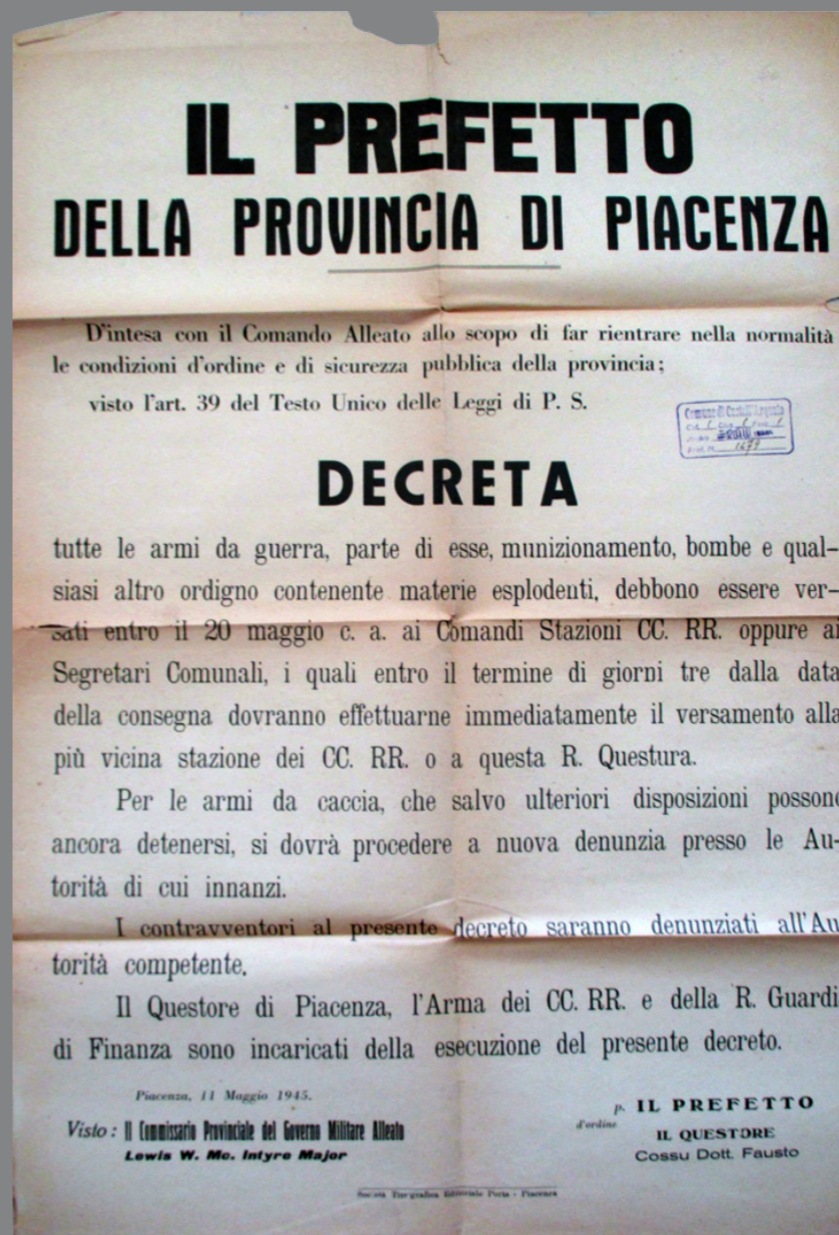 IL PREFETTO
DELLA PROVINCIA DI PIACENZA
D'intesa con il Comando Alleato allo scopo di far rientrare nella normalità
le condizioni d'ordine e di sicurezza pubblica della provincia;
visto l'art. 39 del Testo Unico delle Leggi di P. S.
Comune di Castell'Arquato
DECRETA
tutte le armi da guerra, parte di esse, munizionamento, bombe e qual-
siasi altro ordigno contenente materie esplodenti, debbono essere ver-
sati entro il 20 maggio c. a. ai Comandi Stazioni CC. RR. oppure ai
Segretari Comunali, i quali entro il termine di giorni tre dalla data
della consegna dovranno effettuarne immediatamente il versamento alla
più vicina stazione dei CC. RR. o a questa R. Questura.
Per le armi da caccia, che salvo ulteriori disposizioni possono
ancora detenersi, si dovrà procedere a nuova denunzia presso le Au-
torità di cui innanzi.
I contravventori al presente decreto saranno denunziati all'Au
torità competente.
Il Questore di Piacenza, l'Arma dei CC. RR. e della R. Guardi
di Finanza sono incaricati della esecuzione del presente decreto.
Piacenza, 11 Maggio 1945.
Visto: Il Commissario Provinciale del Governo Militare Alleato
Lewis W. Mc. Intyre Major
p. IL PREFETTO
d'ordine
IL QUESTORE
Cossu Dott. Fausto
Società Tipografica Editoriale Porta - Piacenza